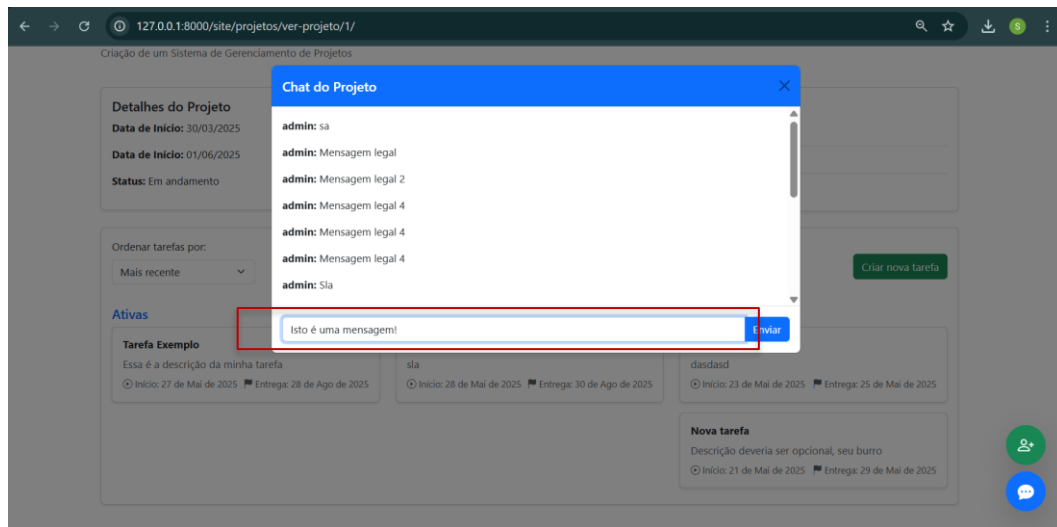 127.0.0.1:8000/site/projetos/ver-projeto/1/
S
Criação de um Sistema de Gerenciamento de Projetos
Chat do Projeto
Detalhes do Projeto
Data de Início: 30/03/2025
Data de Início: 01/06/2025
Status: Em andamento
admin: sa
admin: Mensagem legal
admin: Mensagem legal 2
admin: Mensagem legal 4
admin: Mensagem legal 4
admin: Mensagem legal 4
admin: Sla
Isto é uma mensagem!
Enviar
Ordenar tarefas por:
Mais recente
Criar nova tarefa
Ativas
Tarefa Exemplo
Essa é a descrição da minha tarefa
Início: 27 de Mai de 2025 Entrega: 28 de Ago de 2025
sla
Início: 28 de Mai de 2025 Entrega: 30 de Ago de 2025
dasdasd
Início: 23 de Mai de 2025 Entrega: 25 de Mai de 2025
Nova tarefa
Descrição deveria ser opcional, seu burro
Início: 21 de Mai de 2025 Entrega: 29 de Mai de 2025